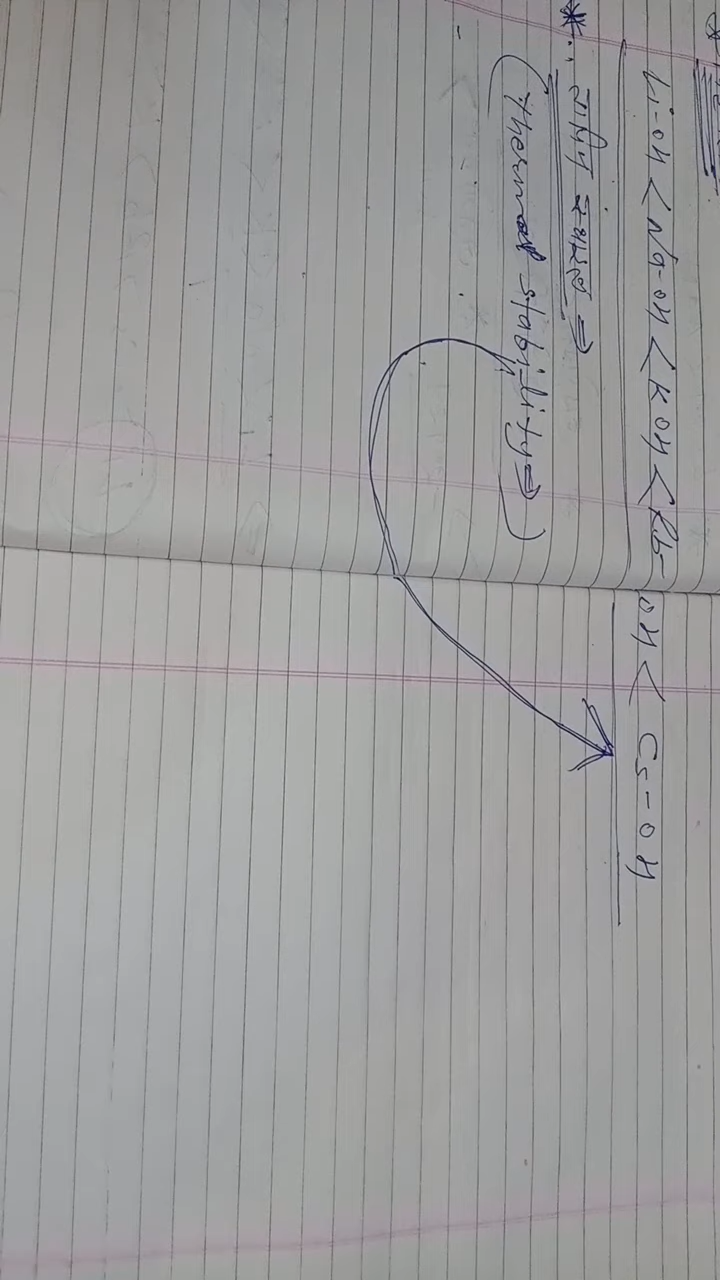 Li-OH < Na-OH < KOH < Rb-OH < Cs-OH
* .. तापीय स्थायित्व ⇒
(Thermal stability ⇒)